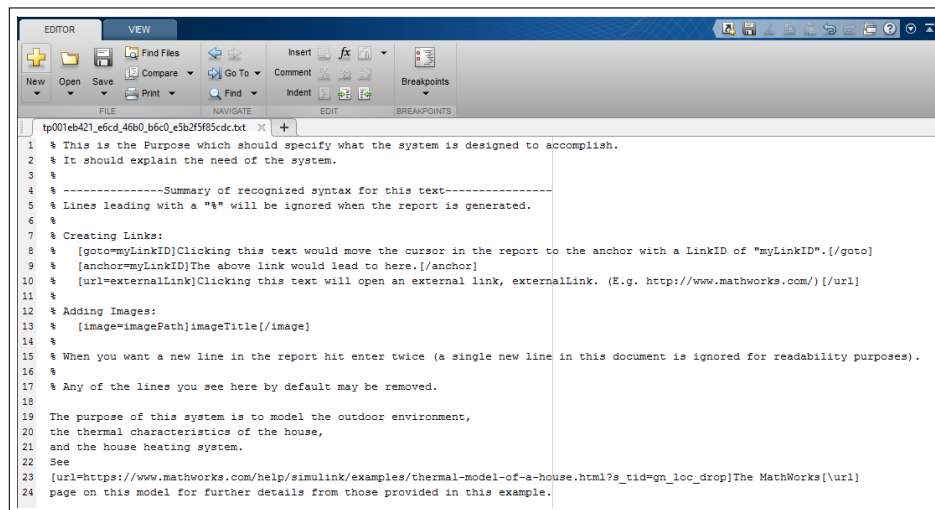 EDITOR VIEW
New Open Save Find Files Compare Print
Go To Find
Insert fx
Comment
Indent
Breakpoints
FILE NAVIGATE EDIT BREAKPOINTS
tp001eb421_e6cd_46b0_b6c0_e5b2f5f85cdc.txt × +
1 % This is the Purpose which should specify what the system is designed to accomplish.
2 % It should explain the need of the system.
3 %
4 % ---------------Summary of recognized syntax for this text----------------
5 % Lines leading with a "%" will be ignored when the report is generated.
6 %
7 % Creating Links:
8 %   [goto=myLinkID]Clicking this text would move the cursor in the report to the anchor with a LinkID of "myLinkID".[/goto]
9 %   [anchor=myLinkID]The above link would lead to here.[/anchor]
10 %   [url=externalLink]Clicking this text will open an external link, externalLink. (E.g. http://www.mathworks.com/)[/url]
11 %
12 % Adding Images:
13 %   [image=imagePath]imageTitle[/image]
14 %
15 % When you want a new line in the report hit enter twice (a single new line in this document is ignored for readability purposes).
16 %
17 % Any of the lines you see here by default may be removed.
18
19 The purpose of this system is to model the outdoor environment,
20 the thermal characteristics of the house,
21 and the house heating system.
22 See
23 [url=https://www.mathworks.com/help/simulink/examples/thermal-model-of-a-house.html?s_tid=gn_loc_drop]The MathWorks[\url]
24 page on this model for further details from those provided in this example.